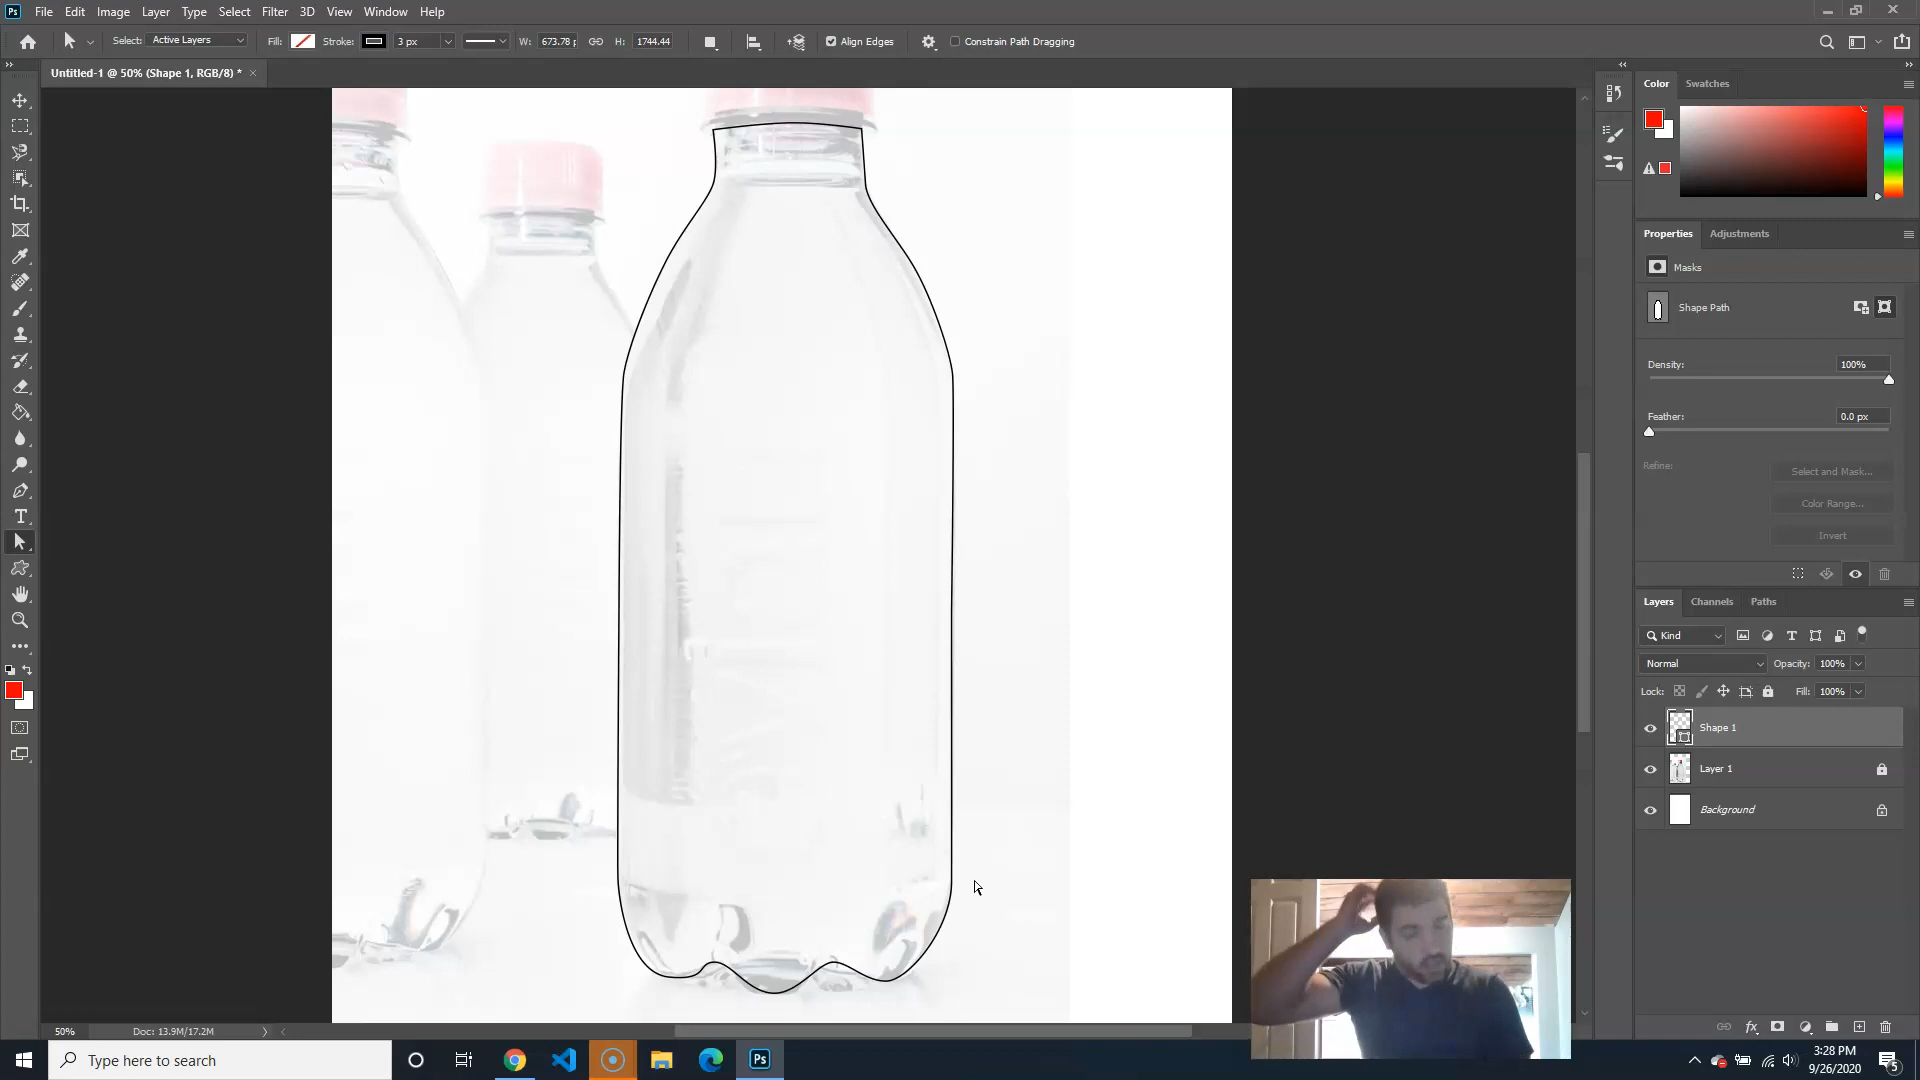 Ps File Edit Image Layer Type Select Filter 3D View Window Help
Select: Active Layers Fill: Stroke: 3 px W: 673.78 p H: 1744.44 Align Edges Constrain Path Dragging
Untitled-1 @ 50% (Shape 1, RGB/8) *
Color Swatches
Properties Adjustments
Masks
Shape Path
Density: 100%
Feather: 0.0 px
Refine: Select and Mask...
Color Range...
Invert
Layers Channels Paths
Kind
Normal Opacity: 100%
Lock: Fill: 100%
Shape 1
Layer 1
Background
fx
50% Doc: 13.9M/17.2M
Type here to search
Ps
3:28 PM
9/26/2020
5